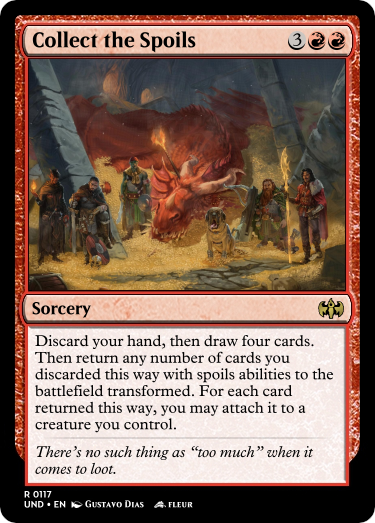 Collect the Spoils 3
Sorcery
Discard your hand, then draw four cards.
Then return any number of cards you
discarded this way with spoils abilities to the
battlefield transformed. For each card
returned this way, you may attach it to a
creature you control.
There's no such thing as “too much” when it
comes to loot.
R 0117
UND • EN Gustavo Dias FLEUR